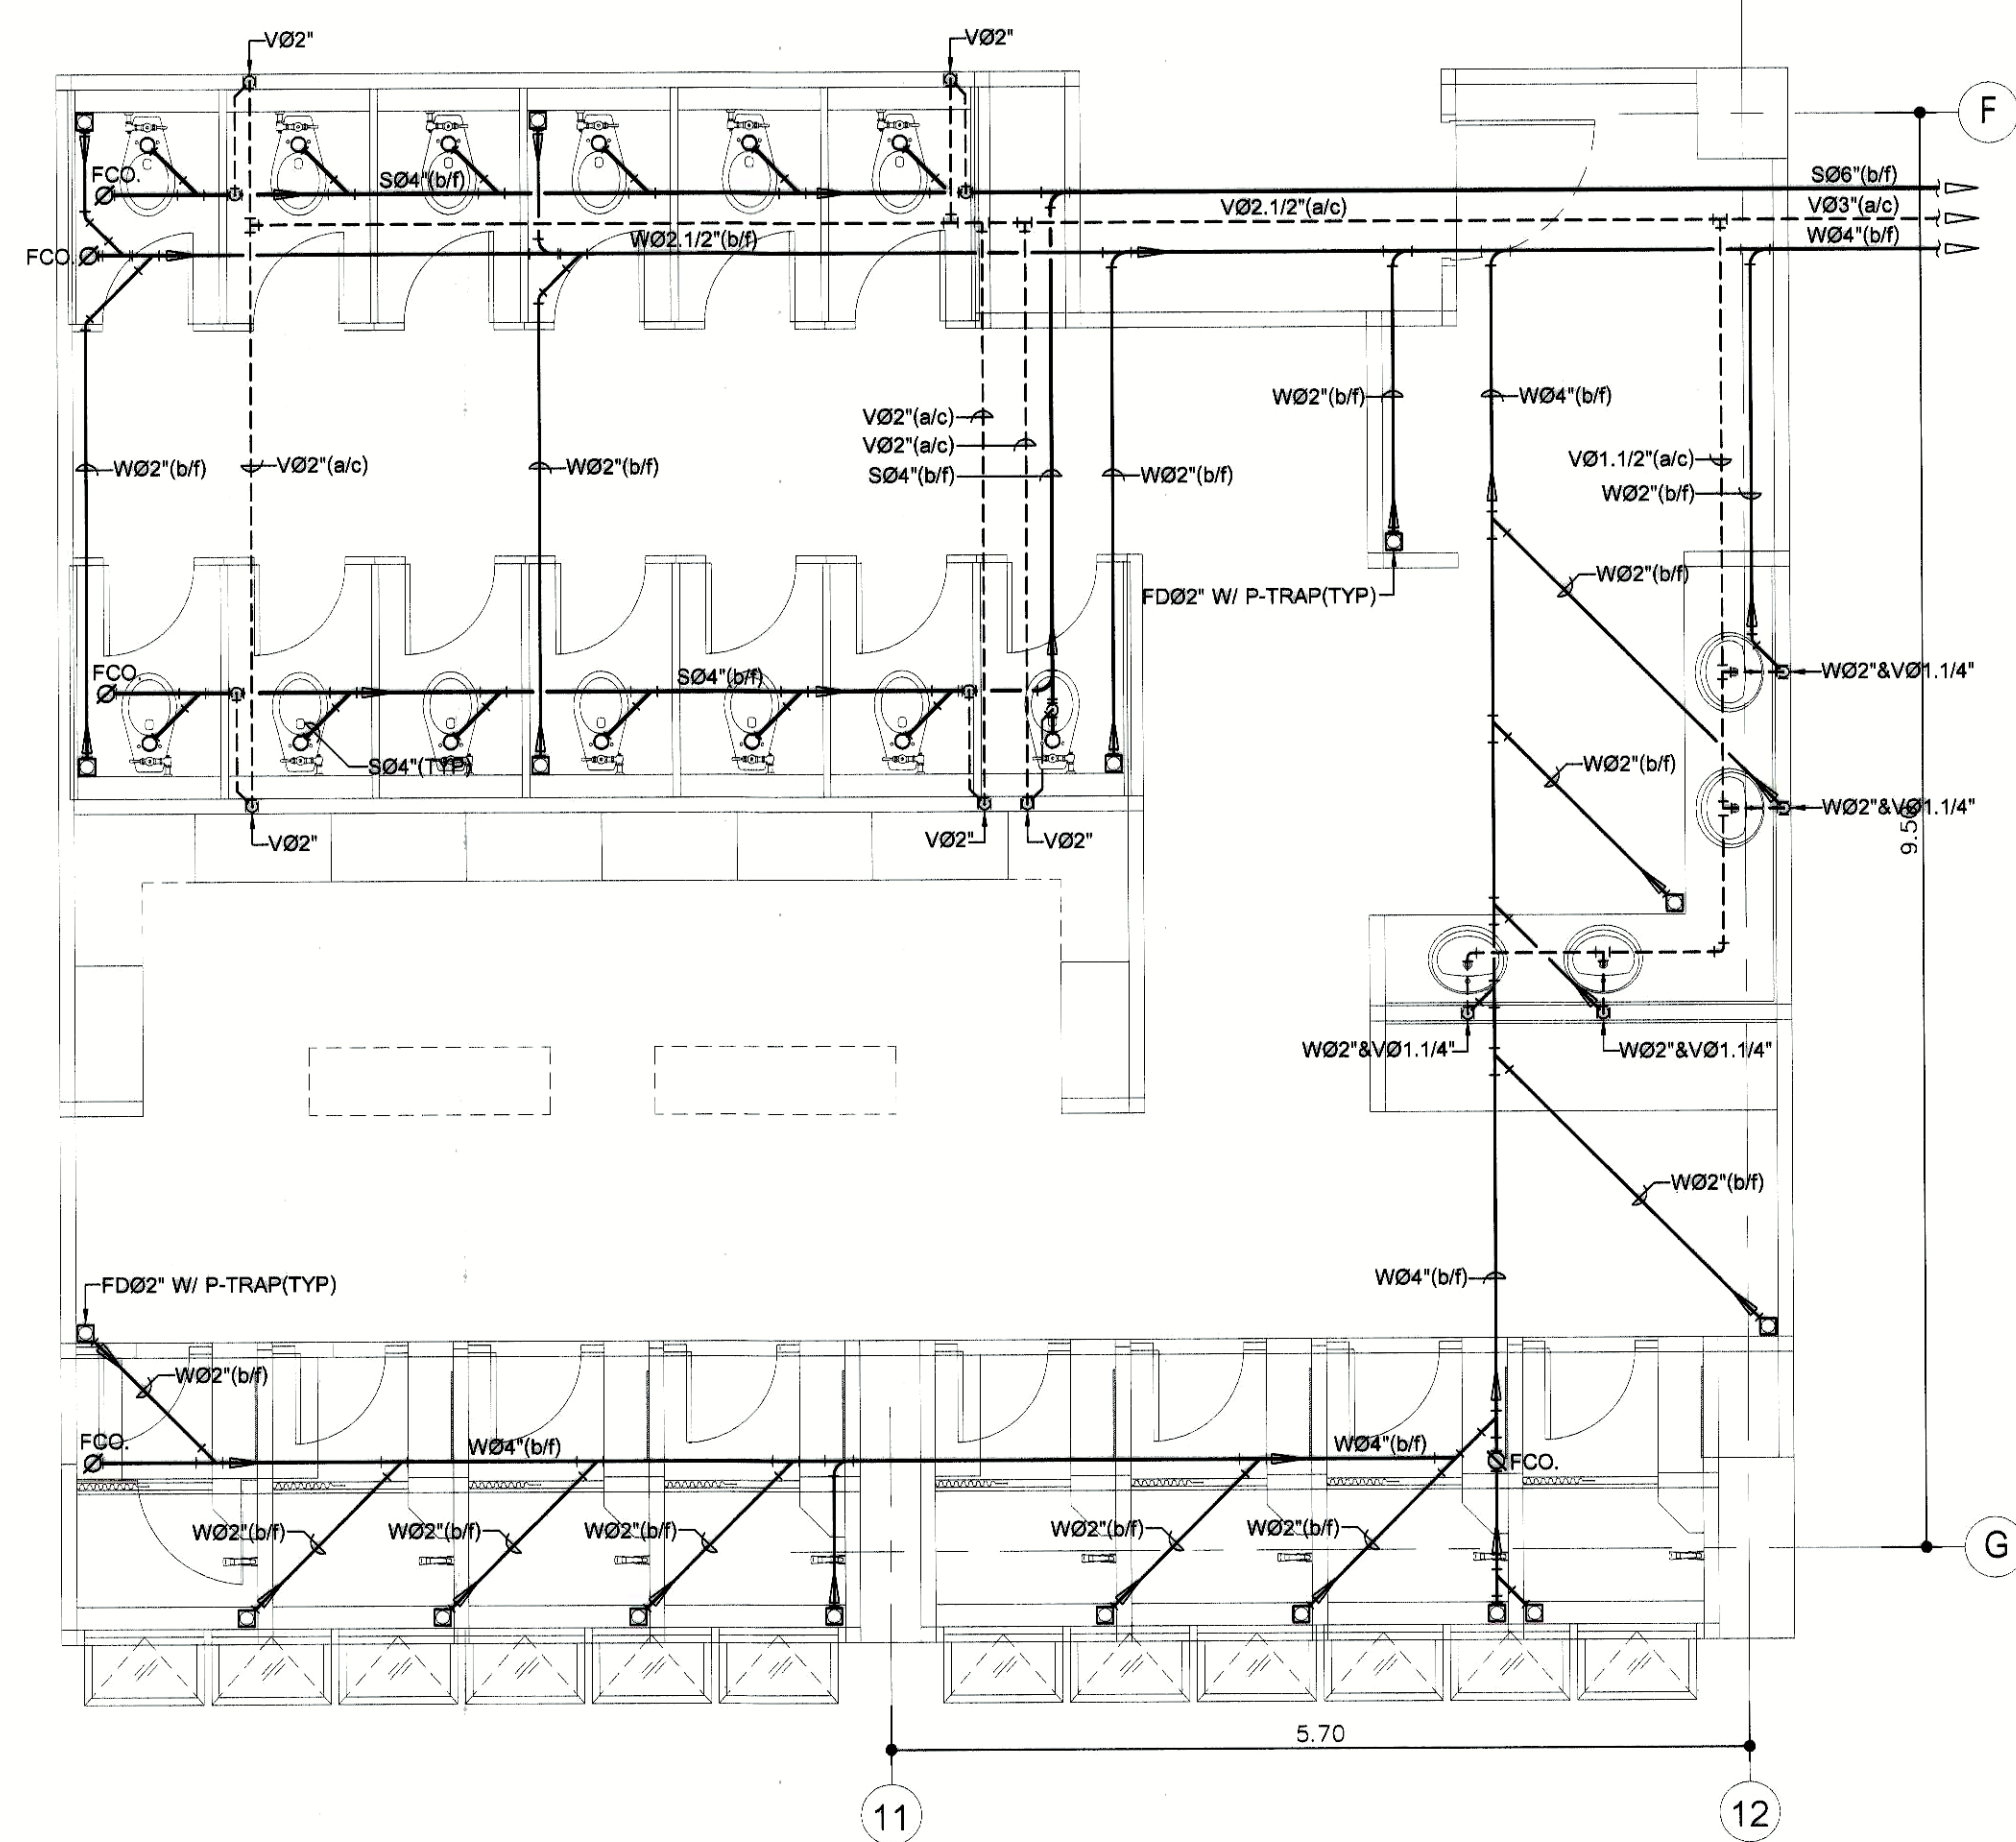 VØ2"
VØ2"
F
FCO.
SØ4"(b/f)
SØ6"(b/f)
VØ2.1/2"(a/c)
VØ3"(a/c)
FCO.
WØ2.1/2"(b/f)
WØ4"(b/f)
WØ2"(b/f)
WØ4"(b/f)
VØ2"(a/c)
VØ2"(a/c)
WØ2"(b/f)
VØ2"(a/c)
WØ2"(b/f)
SØ4"(b/f)
WØ2"(b/f)
VØ1.1/2"(a/c)
WØ2"(b/f)
WØ2"(b/f)
FDØ2" W/ P-TRAP(TYP)
FCO.
SØ4"(b/f)
WØ2"&VØ1.1/4"
SØ4"(TYP)
WØ2"(b/f)
WØ2"&VØ1.1/4"
9.50
VØ2"
VØ2"
VØ2"
WØ2"&VØ1.1/4"
WØ2"&VØ1.1/4"
WØ2"(b/f)
FDØ2" W/ P-TRAP(TYP)
WØ4"(b/f)
WØ2"(b/f)
FCO.
WØ4"(b/f)
WØ4"(b/f)
FCO.
WØ2"(b/f)
WØ2"(b/f)
WØ2"(b/f)
WØ2"(b/f)
WØ2"(b/f)
G
5.70
11
12